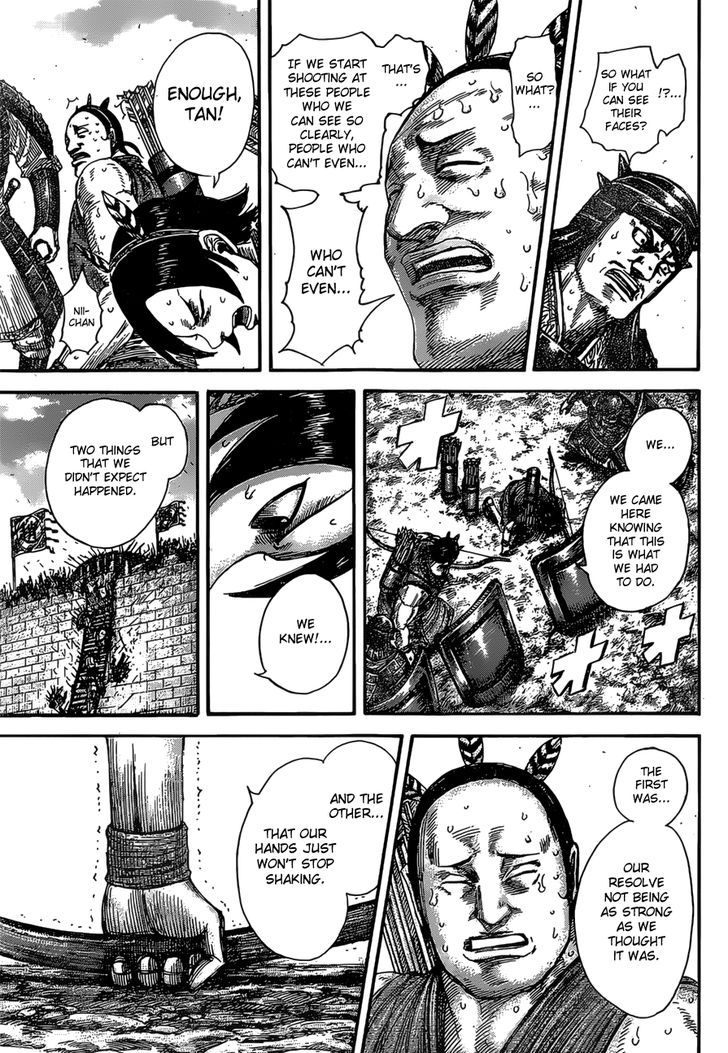 SO WHAT
IF YOU
CAN SEE
THEIR
FACES?
!?...
SO
WHAT?
...
THAT'S
...
IF WE START
SHOOTING AT
THESE PEOPLE
WHO WE
CAN SEE SO
CLEARLY,
PEOPLE WHO
CAN'T EVEN...
WHO
CAN'T
EVEN...
ENOUGH,
TAN!
NII-
CHAN
WE...
WE CAME
HERE
KNOWING
THAT THIS
IS WHAT
WE HAD
TO DO.
WE
KNEW!...
BUT
TWO THINGS
THAT WE
DIDN'T EXPECT
HAPPENED.
THE
FIRST
WAS...
OUR
RESOLVE
NOT BEING
AS STRONG
AS WE
THOUGHT
IT WAS.
AND THE
OTHER...
THAT OUR
HANDS JUST
WON'T STOP
SHAKING.